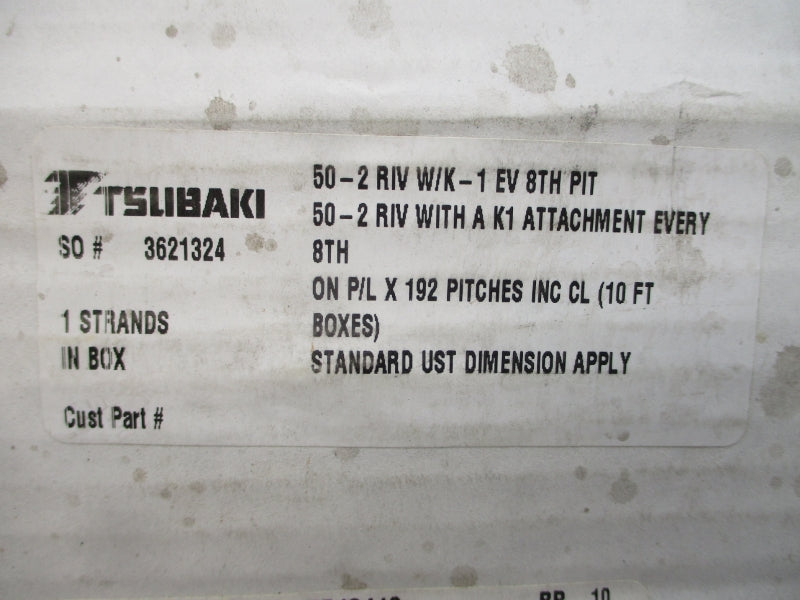 TSUBAKI
SO # 3621324
1 STRANDS
IN BOX
Cust Part #
50-2 RIV W/K-1 EV 8TH PIT
50-2 RIV WITH A K1 ATTACHMENT EVERY
8TH
ON P/L X 192 PITCHES INC CL (10 FT
BOXES)
STANDARD UST DIMENSION APPLY
10